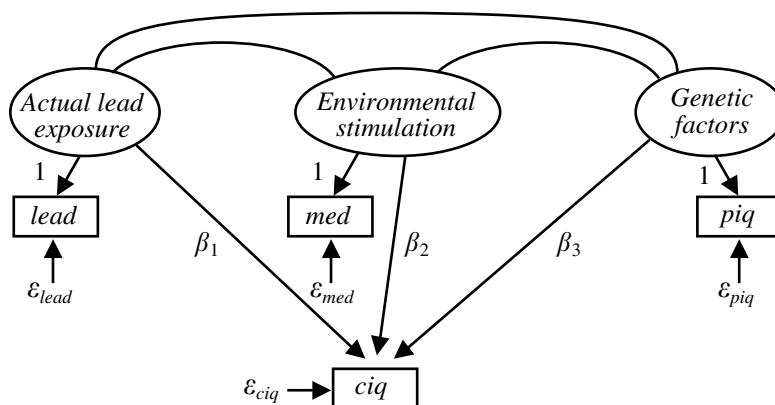 Actual lead
exposure
Environmental
stimulation
Genetic
factors
1
1
1
lead
med
piq
β1
β2
β3
εlead
εmed
εpiq
εciq
ciq